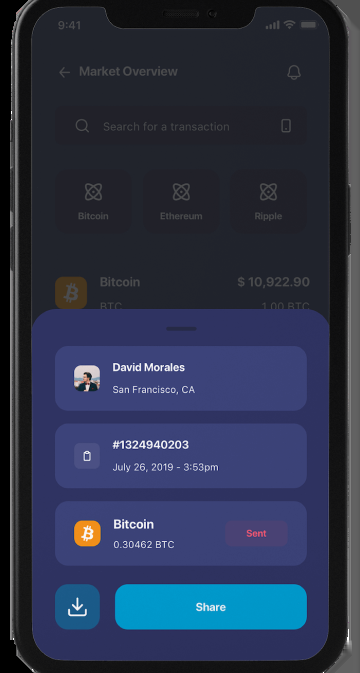 9:41
Market Overview
Search for a transaction
Bitcoin Ethereum Ripple
Bitcoin $ 10,922.90
BTC 1.00 BTC
David Morales
San Francisco, CA
#1324940203
July 26, 2019 - 3:53pm
Bitcoin
Sent
0.30462 BTC
Share